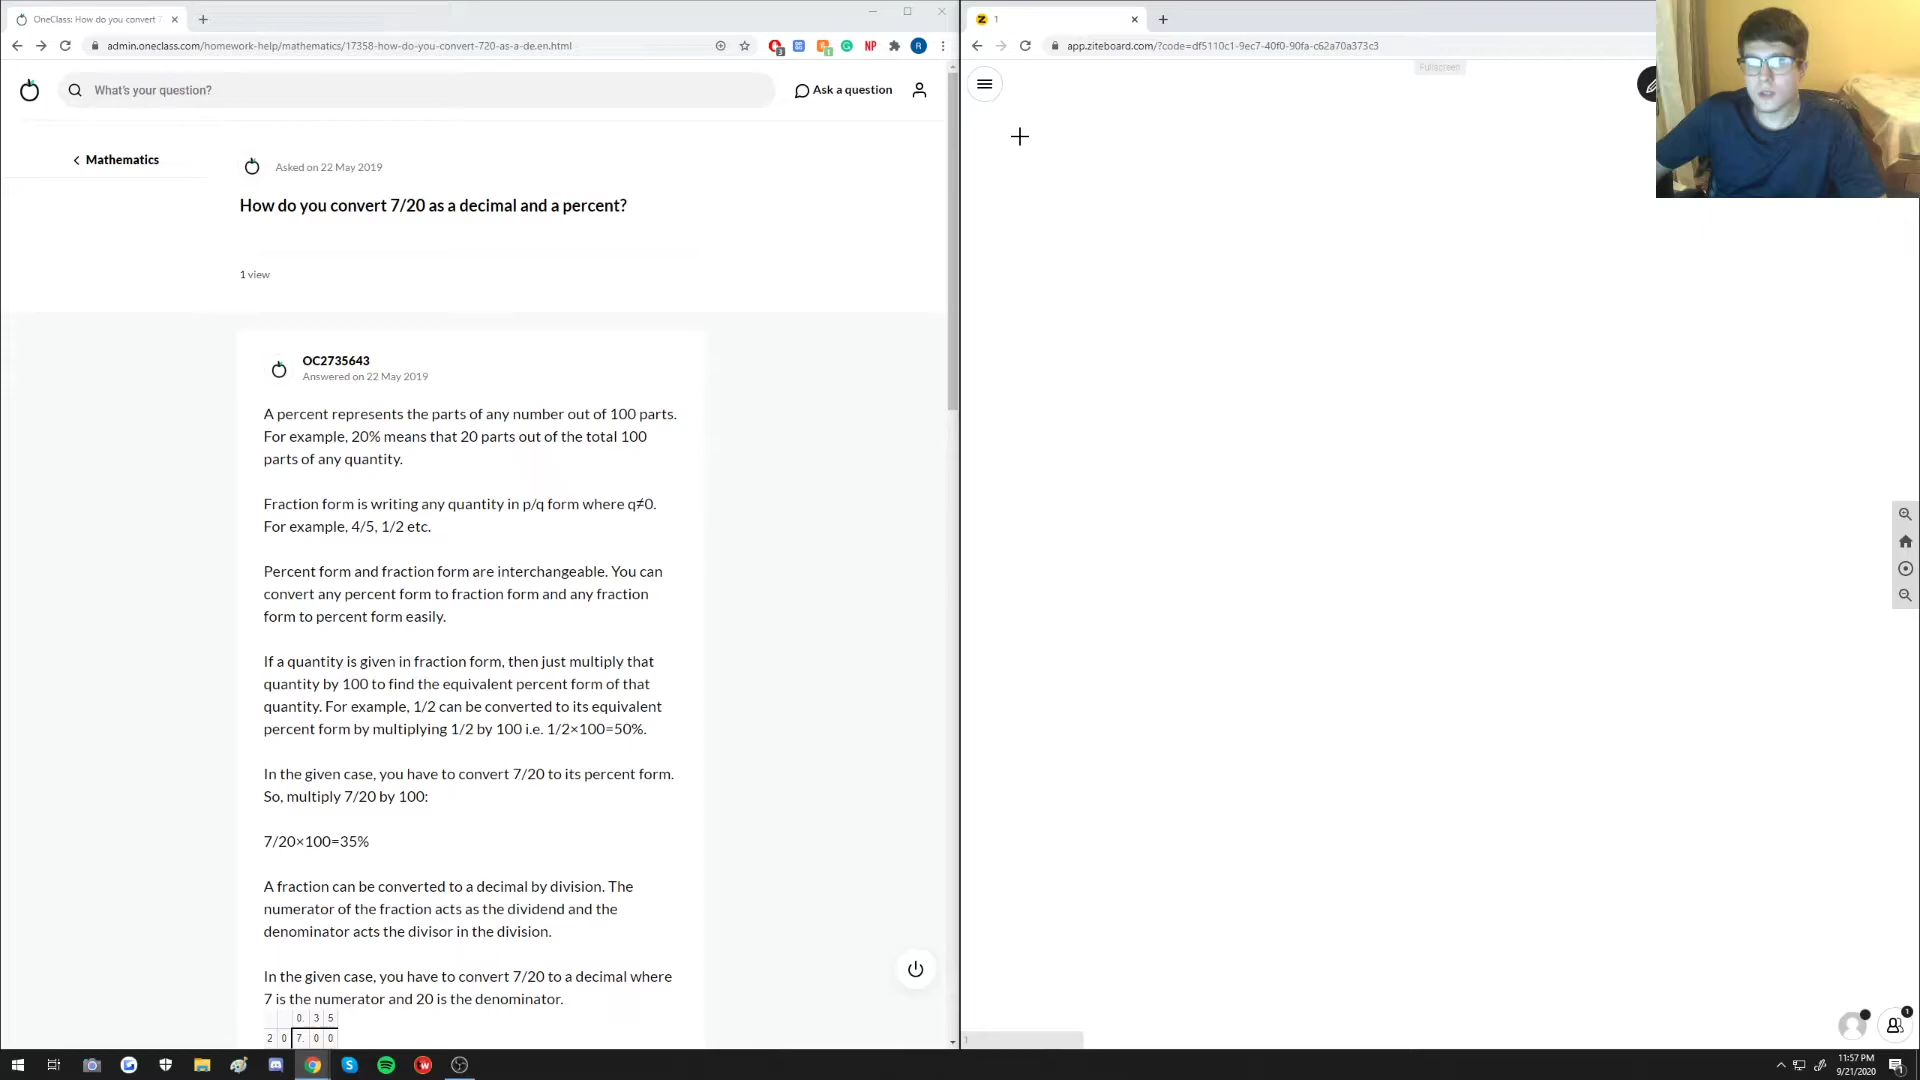 OneClass: How do you convert 7
admin.oneclass.com/homework-help/mathematics/17358-how-do-you-convert-720-as-a-de.en.html
What's your question?
Ask a question
Mathematics
Asked on 22 May 2019
How do you convert 7/20 as a decimal and a percent?
1 view
OC2735643
Answered on 22 May 2019
A percent represents the parts of any number out of 100 parts.
For example, 20% means that 20 parts out of the total 100
parts of any quantity.
Fraction form is writing any quantity in p/q form where q≠0.
For example, 4/5, 1/2 etc.
Percent form and fraction form are interchangeable. You can
convert any percent form to fraction form and any fraction
form to percent form easily.
If a quantity is given in fraction form, then just multiply that
quantity by 100 to find the equivalent percent form of that
quantity. For example, 1/2 can be converted to its equivalent
percent form by multiplying 1/2 by 100 i.e. 1/2×100=50%.
In the given case, you have to convert 7/20 to its percent form.
So, multiply 7/20 by 100:
7/20×100=35%
A fraction can be converted to a decimal by division. The
numerator of the fraction acts as the dividend and the
denominator acts the divisor in the division.
In the given case, you have to convert 7/20 to a decimal where
7 is the numerator and 20 is the denominator.
0. 3 5
2 0 7. 0 0
1
app.ziteboard.com/?code=df5110c1-9ec7-40f0-90fa-c62a70a373c3
Fullscreen
1
1
11:57 PM
9/21/2020